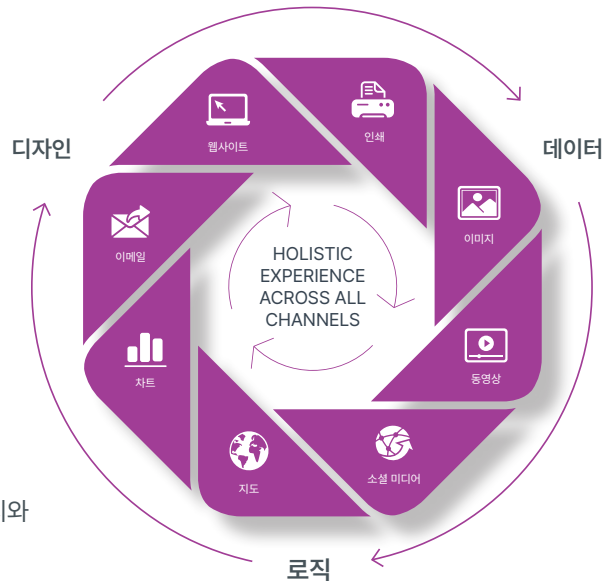 인쇄
웹사이트
디자인
데이터
이미지
이메일
HOLISTIC
EXPERIENCE
ACROSS ALL
CHANNELS
차트
동영상
소셜 미디어
지도
로직